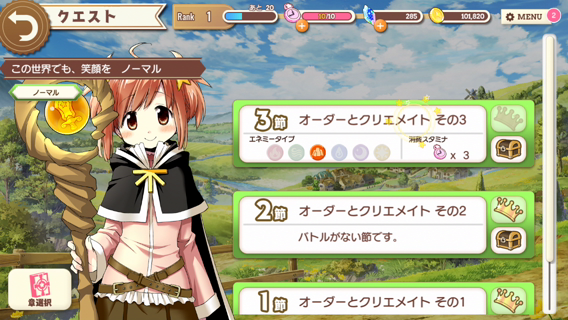 クエスト
Rank 1
あと 20
10/10
285
101,820
MENU
2
この世界でも、笑顔を ノーマル
ノーマル
3節 オーダーとクリエメイト その3
エネミータイプ
消費スタミナ
x 3
2節 オーダーとクリエメイト その2
バトルがない節です。
1節 オーダーとクリエメイト その1
章選択